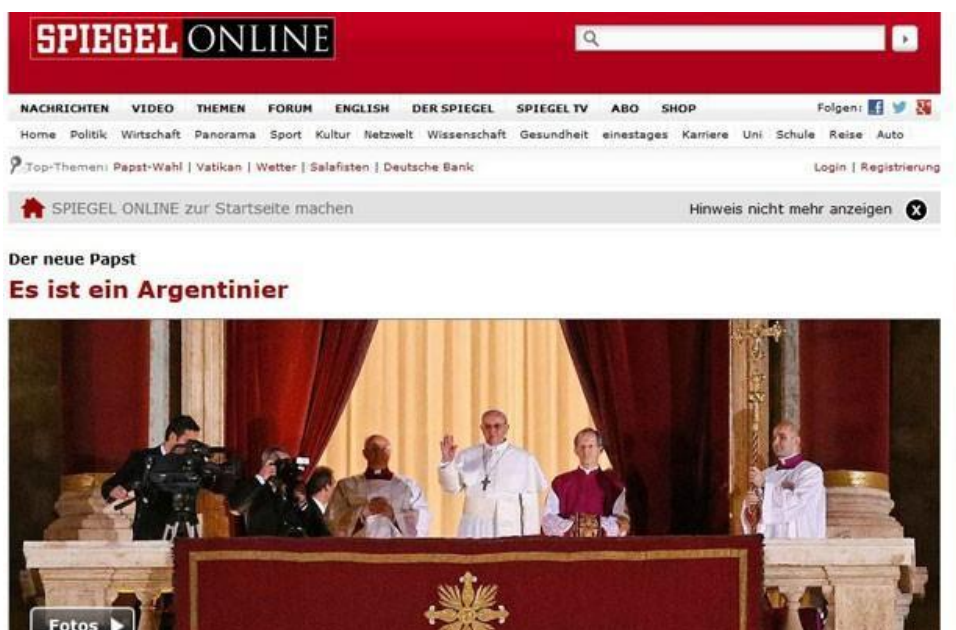 SPIEGEL ONLINE
NACHRICHTEN VIDEO THEMEN FORUM ENGLISH DER SPIEGEL SPIEGEL TV ABO SHOP Folgen:
Home Politik Wirtschaft Panorama Sport Kultur Netzwelt Wissenschaft Gesundheit einestages Karriere Uni Schule Reise Auto
Top-Themen: Papst-Wahl | Vatikan | Wetter | Salafisten | Deutsche Bank Login | Registrierung
SPIEGEL ONLINE zur Startseite machen Hinweis nicht mehr anzeigen
Der neue Papst
Es ist ein Argentinier
Fotos